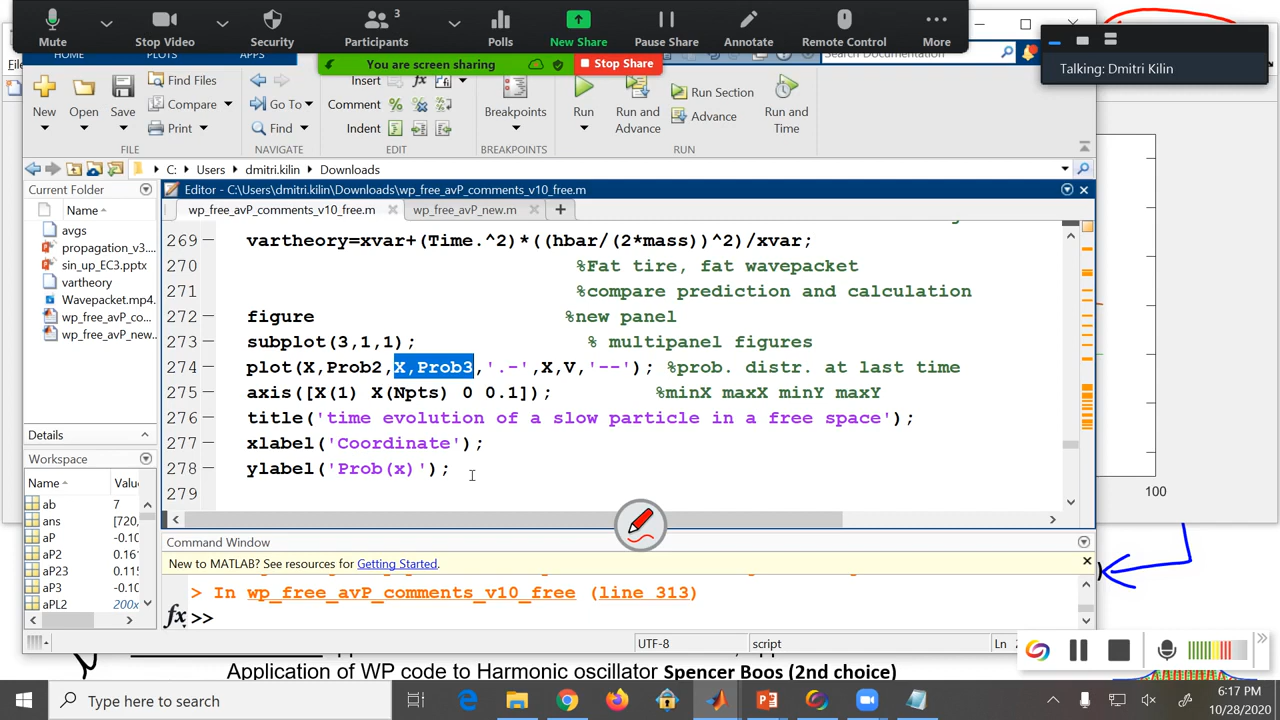 Mute
Stop Video
Security
3
Participants
Polls
New Share
Pause Share
Annotate
Remote Control
More
You are screen sharing
Stop Share
Talking: Dmitri Kilin
HOME
PLOTS
APPS
Search Documentation
New
Open
Save
Find Files
Compare
Print
Go To
Find
Insert
fx
Comment
Indent
Breakpoints
Run
Run and Advance
Run Section
Advance
Run and Time
FILE
NAVIGATE
EDIT
BREAKPOINTS
RUN
C:
Users
dmitri.kilin
Downloads
Current Folder
Editor - C:\Users\dmitri.kilin\Downloads\wp_free_avP_comments_v10_free.m
wp_free_avP_comments_v10_free.m
wp_free_avP_new.m
Name
avgs
propagation_v3...
sin_up_EC3.pptx
vartheory
Wavepacket.mp4.
wp_free_avP_co...
wp_free_avP_new...
Details
Workspace
Name
Value
ab 7
ans [720,
aP -0.10
aP2 0.161
aP23 0.115
aP3 -0.10
aPL2 200x
269 vartheory=xvar+(Time.^2)*((hbar/(2*mass))^2)/xvar;
270 %Fat tire, fat wavepacket
271 %compare prediction and calculation
272 figure %new panel
273 subplot(3,1,1); % multipanel figures
274 plot(X,Prob2,X,Prob3,'.-',X,V,'--'); %prob. distr. at last time
275 axis([X(1) X(Npts) 0 0.1]); %minX maxX minY maxY
276 title('time evolution of a slow particle in a free space');
277 xlabel('Coordinate');
278 ylabel('Prob(x)');
279
Command Window
New to MATLAB? See resources for Getting Started.
> In wp_free_avP_comments_v10_free (line 313)
fx >>
UTF-8
script
Ln
100
Application of WP code to Harmonic oscillator Spencer Boos (2nd choice)
Type here to search
6:17 PM
10/28/2020